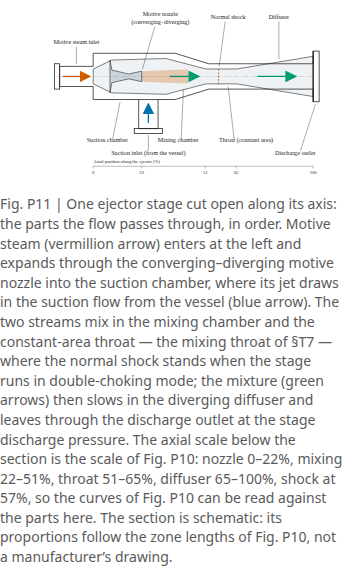 Motive nozzle
(converging–diverging)
Normal shock
Diffuser
Motive steam inlet
Suction chamber
Mixing chamber
Throat (constant area)
Suction inlet (from the vessel)
Discharge outlet
Axial position along the ejector (%)
0 22 51 65 100
Fig. P11 | One ejector stage cut open along its axis:
the parts the flow passes through, in order. Motive
steam (vermillion arrow) enters at the left and
expands through the converging–diverging motive
nozzle into the suction chamber, where its jet draws
in the suction flow from the vessel (blue arrow). The
two streams mix in the mixing chamber and the
constant-area throat — the mixing throat of §T7 —
where the normal shock stands when the stage
runs in double-choking mode; the mixture (green
arrows) then slows in the diverging diffuser and
leaves through the discharge outlet at the stage
discharge pressure. The axial scale below the
section is the scale of Fig. P10: nozzle 0–22%, mixing
22–51%, throat 51–65%, diffuser 65–100%, shock at
57%, so the curves of Fig. P10 can be read against
the parts here. The section is schematic: its
proportions follow the zone lengths of Fig. P10, not
a manufacturer’s drawing.